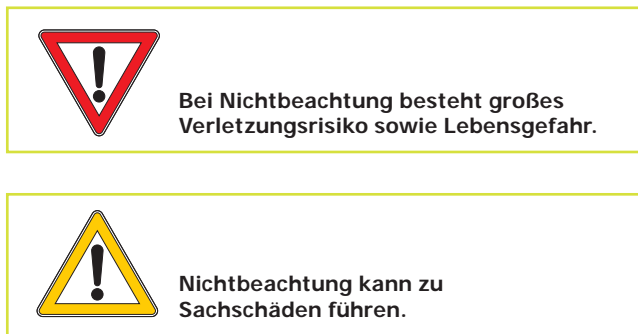 Bei Nichtbeachtung besteht großes
Verletzungsrisiko sowie Lebensgefahr.
Nichtbeachtung kann zu
Sachschäden führen.